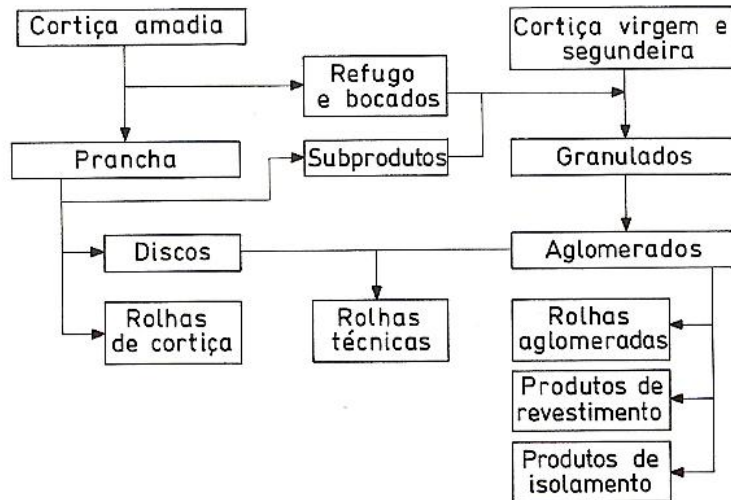 Cortiça amadia
Cortiça virgem e
segundeira
Refugo
e bocados
Prancha
Subprodutos
Granulados
Discos
Aglomerados
Rolhas
de cortiça
Rolhas
técnicas
Rolhas
aglomeradas
Produtos de
revestimento
Produtos de
isolamento